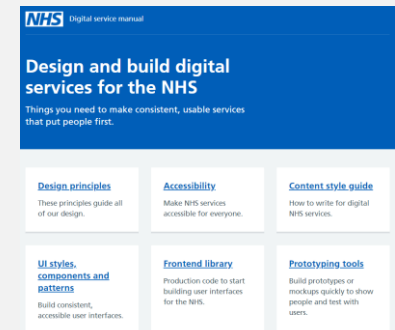 NHS Digital service manual
Design and build digital
services for the NHS
Things you need to make consistent, usable services
that put people first.
Design principles
These principles guide all
of our design.
Accessibility
Make NHS services
accessible for everyone.
Content style guide
How to write for digital
NHS services.
UI styles,
components and
patterns
Build consistent,
accessible user interfaces.
Frontend library
Production code to start
building user interfaces
for the NHS.
Prototyping tools
Build prototypes or
mockups quickly to show
people and test with
users.